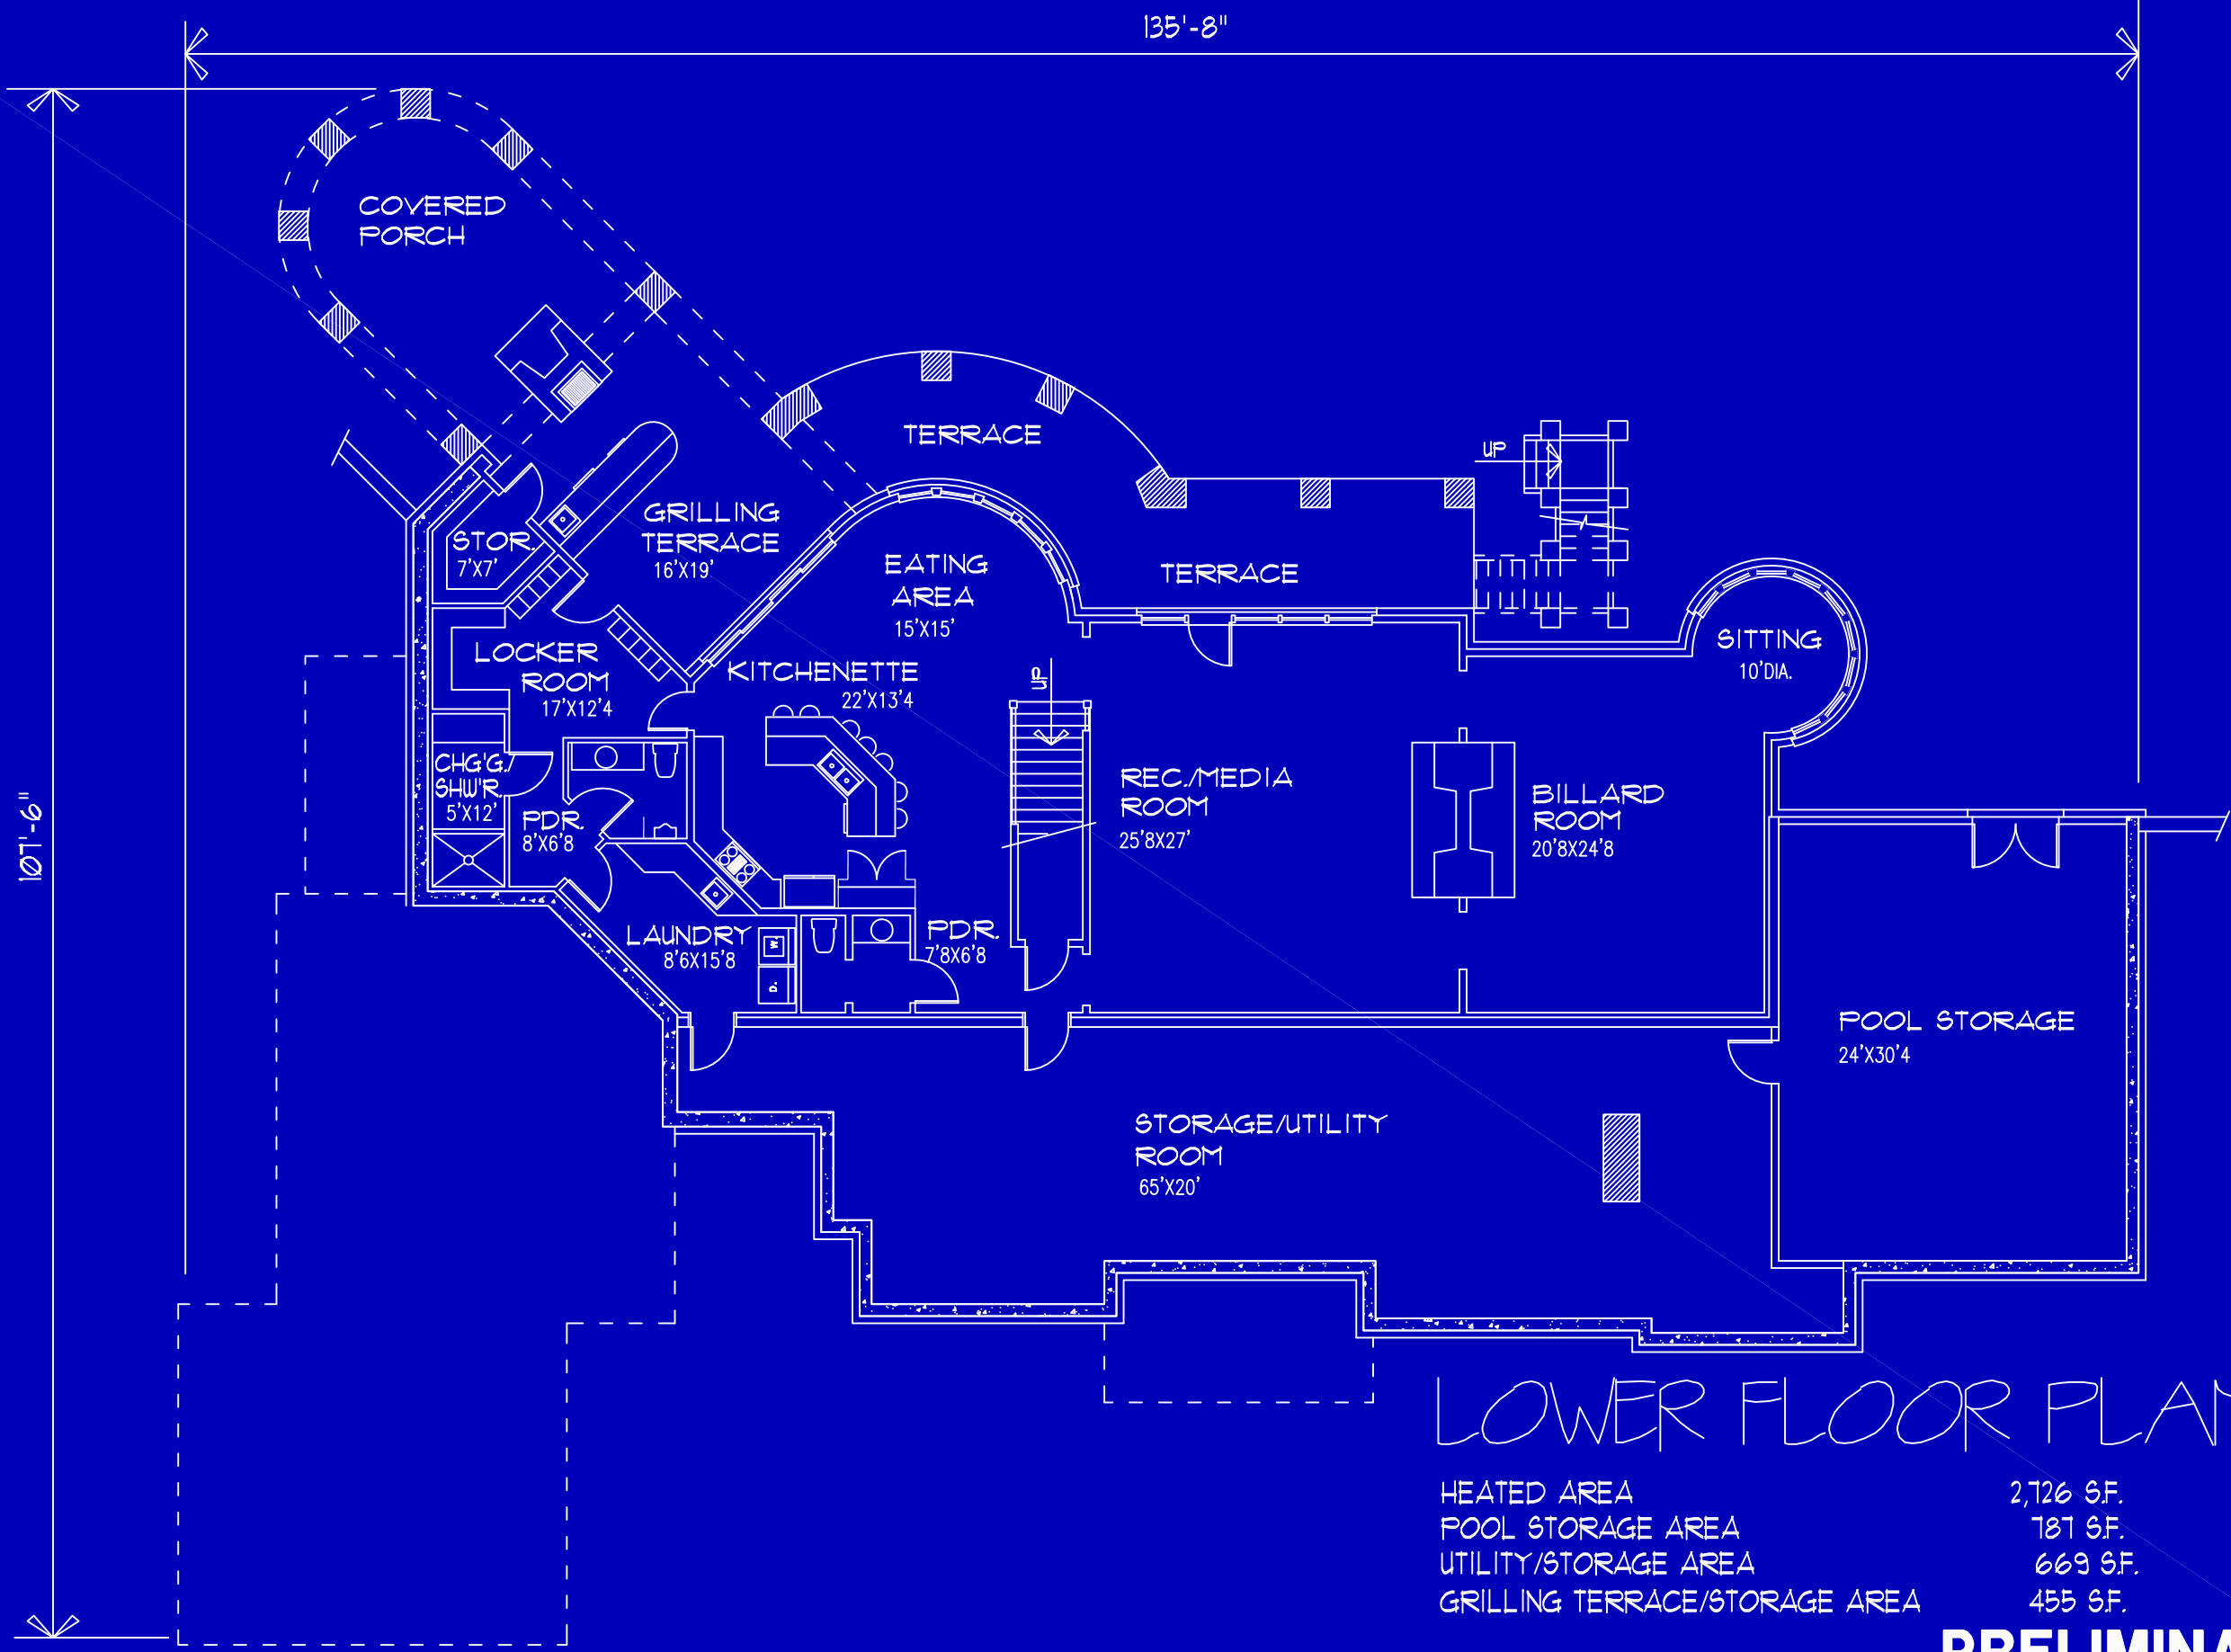 135'-8"
107'-6"
COVERED
PORCH
TERRACE
UP
STOR.
7'X7'
GRILLING
TERRACE
16'X19'
EATING
AREA
15'X15'
TERRACE
SITTING
10'DIA.
LOCKER
ROOM
17'X12'4
KITCHENETTE
22'X13'4
UP
CHG'G./
SHW'R.
5'X12'
PDR.
8'X6'8
REC./MEDIA
ROOM
25'8X27'
BILLARD
ROOM
20'8X24'8
LAUNDRY
8'6X15'8
W.
D.
PDR.
7'8X6'8
POOL STORAGE
24'X30'4
STORAGE/UTILITY
ROOM
65'X20'
LOWER FLOOR PLAN
HEATED AREA 2,726 S.F.
POOL STORAGE AREA 787 S.F.
UTILITY/STORAGE AREA 669 S.F.
GRILLING TERRACE/STORAGE AREA 455 S.F.
PRELIMINA